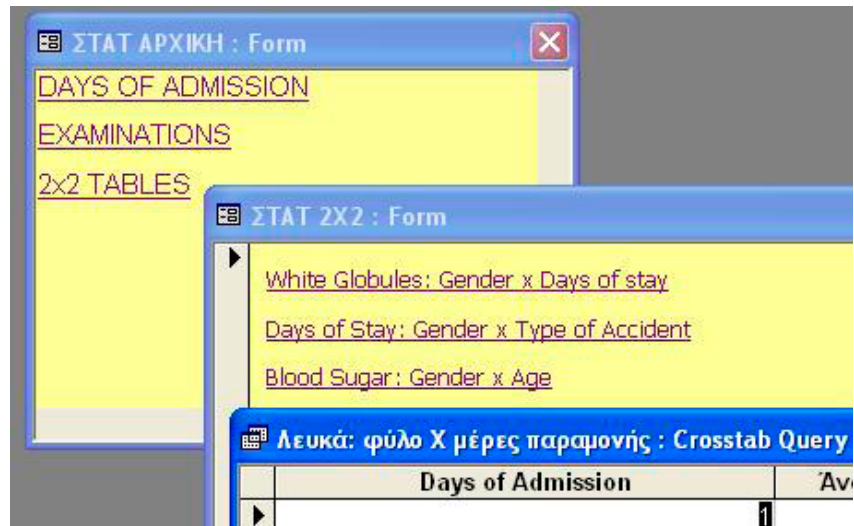 ΣΤΑΤ ΑΡΧΙΚΗ : Form
DAYS OF ADMISSION
EXAMINATIONS
2x2 TABLES
ΣΤΑΤ 2X2 : Form
White Globules: Gender x Days of stay
Days of Stay: Gender x Type of Accident
Blood Sugar: Gender x Age
Λευκά: φύλο Χ μέρες παραμονής : Crosstab Query
Days of Admission
1